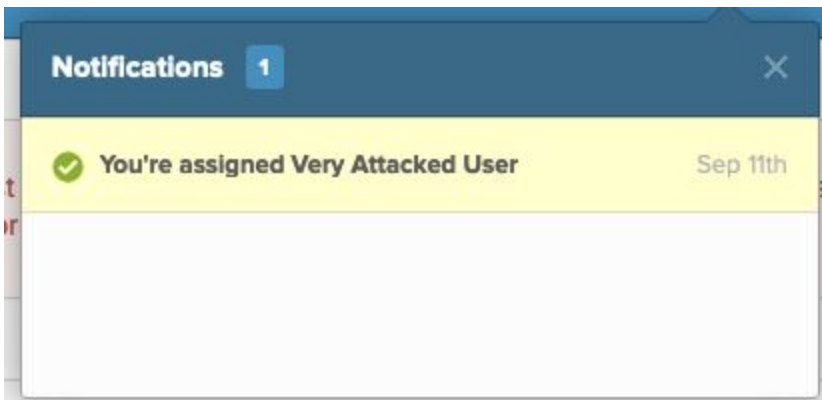 Notifications 1
You're assigned Very Attacked User Sep 11th